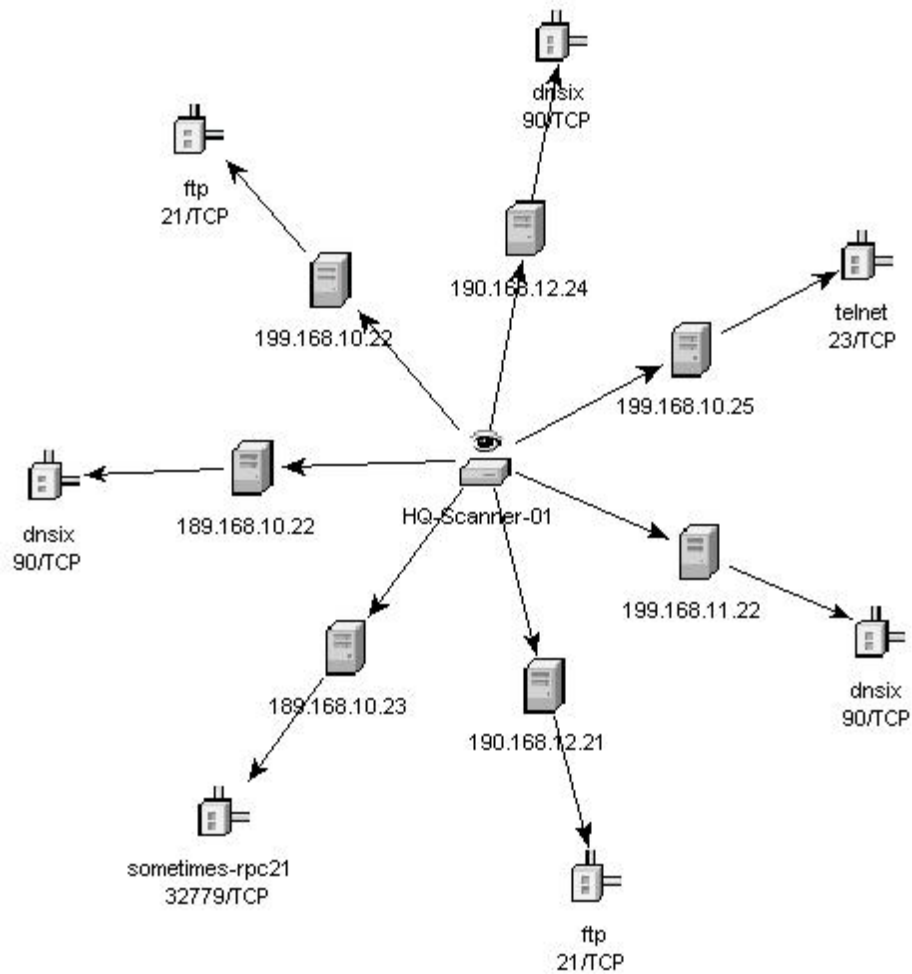 dnsix
90/TCP
ftp
21/TCP
190.168.12.24
telnet
23/TCP
199.168.10.22
199.168.10.25
HQ-Scanner-01
189.168.10.22
dnsix
90/TCP
199.168.11.22
189.168.10.23
dnsix
90/TCP
190.168.12.21
sometimes-rpc21
32779/TCP
ftp
21/TCP